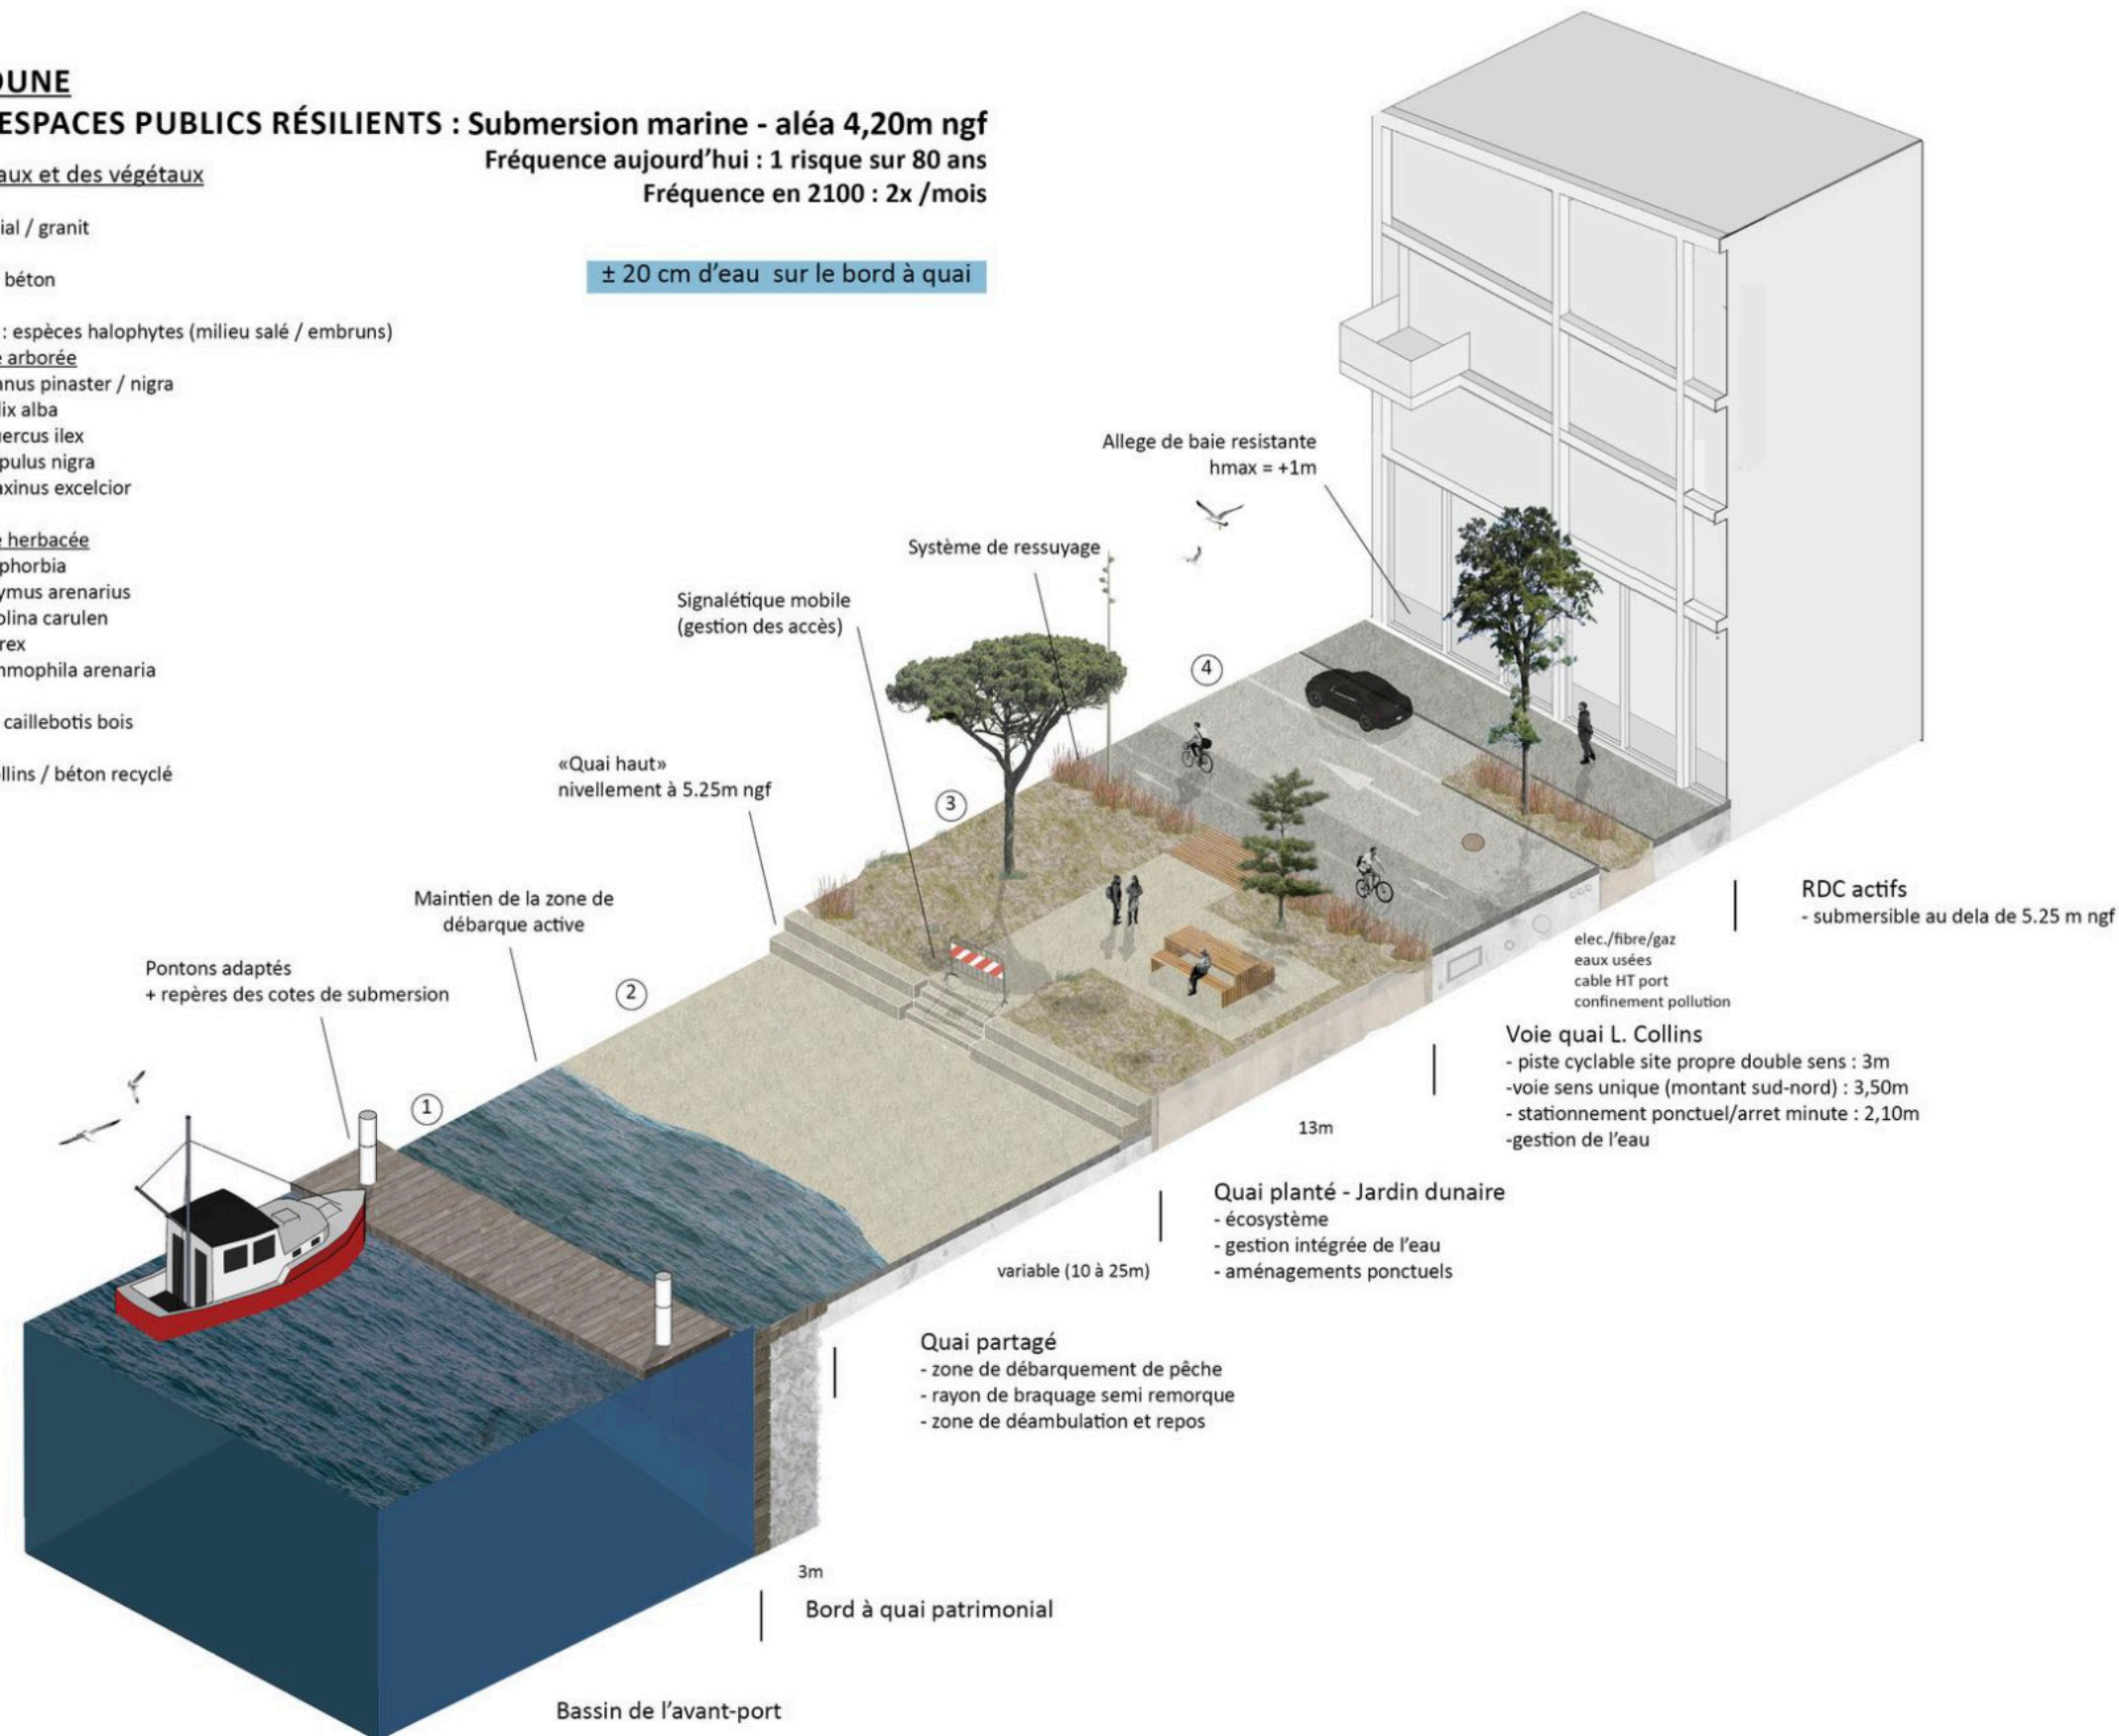 DUNE
ESPACES PUBLICS RÉSILIENTS : Submersion marine - aléa 4,20m ngf
Fréquence aujourd'hui : 1 risque sur 80 ans
Fréquence en 2100 : 2x /mois
± 20 cm d'eau sur le bord à quai
aux et des végétaux
ial / granit
béton
: espèces halophytes (milieu salé / embruns)
e arborée
nnus pinaster / nigra
lix alba
uercus ilex
pulus nigra
axinus excelcior
e herbacée
phorbia
ymus arenarius
olina carulen
rex
mmophila arenaria
caillebotis bois
llins / béton recyclé
Allege de baie resistante
hmax = +1m
Système de ressuyage
Signalétique mobile
(gestion des accès)
«Quai haut»
nivellement à 5.25m ngf
Maintien de la zone de
débarque active
Pontons adaptés
+ repères des cotes de submersion
1
2
3
4
RDC actifs
- submersible au dela de 5.25 m ngf
elec./fibre/gaz
eaux usées
cable HT port
confinement pollution
Voie quai L. Collins
- piste cyclable site propre double sens : 3m
-voie sens unique (montant sud-nord) : 3,50m
- stationnement ponctuel/arret minute : 2,10m
-gestion de l'eau
13m
Quai planté - Jardin dunaire
- écosystème
- gestion intégrée de l'eau
- aménagements ponctuels
variable (10 à 25m)
Quai partagé
- zone de débarquement de pêche
- rayon de braquage semi remorque
- zone de déambulation et repos
3m
Bord à quai patrimonial
Bassin de l'avant-port